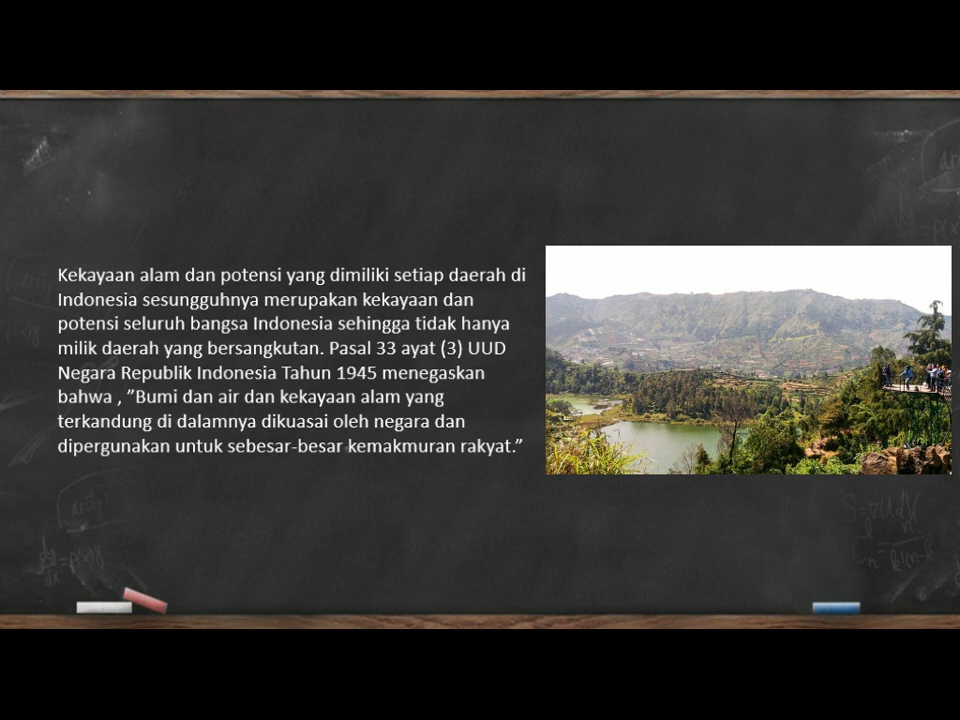 Kekayaan alam dan potensi yang dimiliki setiap daerah di
Indonesia sesungguhnya merupakan kekayaan dan
potensi seluruh bangsa Indonesia sehingga tidak hanya
milik daerah yang bersangkutan. Pasal 33 ayat (3) UUD
Negara Republik Indonesia Tahun 1945 menegaskan
bahwa , ”Bumi dan air dan kekayaan alam yang
terkandung di dalamnya dikuasai oleh negara dan
dipergunakan untuk sebesar-besar kemakmuran rakyat.”